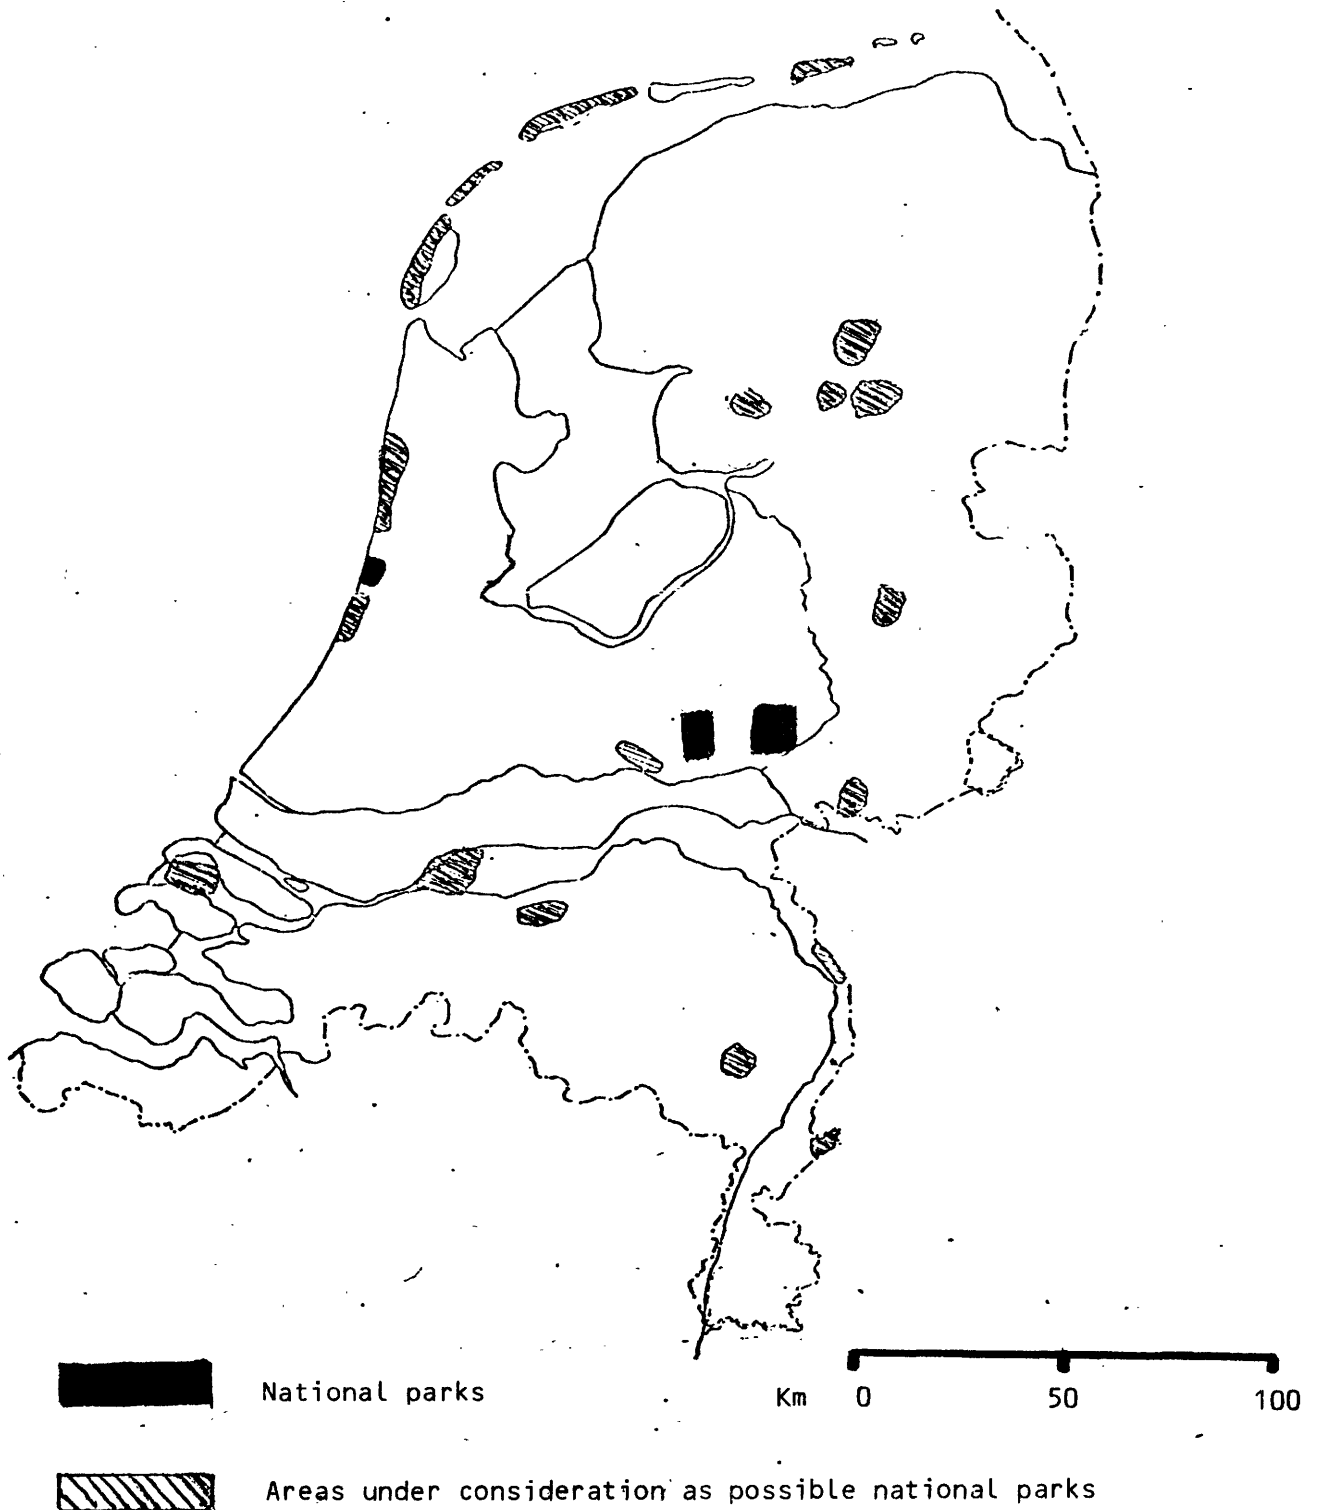 National parks
Km 0 50 100
Areas under consideration as possible national parks